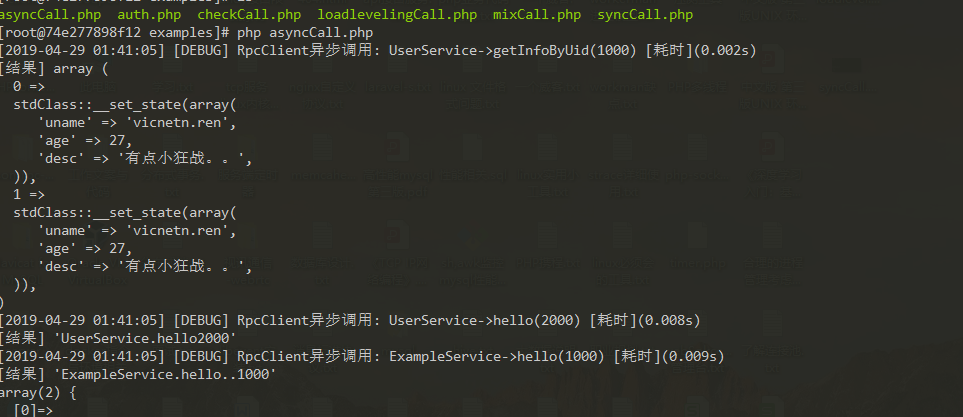 asyncCall.php  auth.php  checkCall.php  loadlevelingCall.php  mixCall.php  syncCall.php
[root@74e277898f12 examples]# php asyncCall.php
[2019-04-29 01:41:05] [DEBUG] RpcClient异步调用: UserService->getInfoByUid(1000) [耗时](0.002s)
[结果] array (
  0 =>
  stdClass::__set_state(array(
     'uname' => 'vicnetn.ren',
     'age' => 27,
     'desc' => '有点小狂战。。',
  )),
  1 =>
  stdClass::__set_state(array(
     'uname' => 'vicnetn.ren',
     'age' => 27,
     'desc' => '有点小狂战。。',
  )),
)
[2019-04-29 01:41:05] [DEBUG] RpcClient异步调用: UserService->hello(2000) [耗时](0.008s)
[结果] 'UserService.hello2000'
[2019-04-29 01:41:05] [DEBUG] RpcClient异步调用: ExampleService->hello(1000) [耗时](0.009s)
[结果] 'ExampleService.hello..1000'
array(2) {
  [0]=>